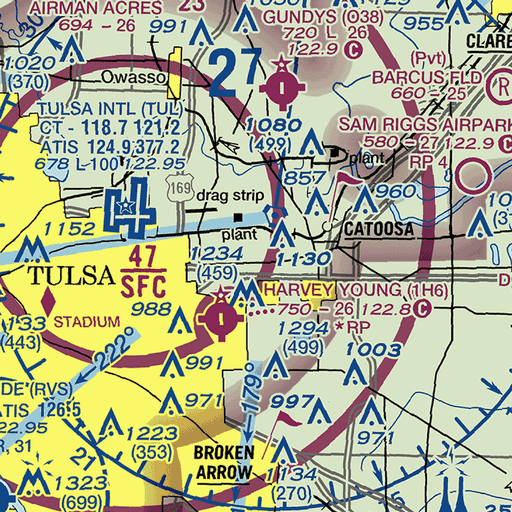 AIRMAN ACRES
694 - 26
23
991
1030
GUNDYS (O38)
720 L 26
122.9 C
955
CLARE
1020
(370)
Owasso
27
(Pvt)
BARCUS FLD
660 - 25
R
TULSA INTL (TUL)
CT - 118.7 121.2
ATIS 124.9 377.2
678 L 100 122.95
1080
(499)
plant
SAM RIGGS AIRPARK
580 - 27 122.9 C
RP 4
857
960
169
drag strip
plant
CATOOSA
1152
1234
(459)
1130
TULSA
47
SFC
HARVEY YOUNG (1H6)
750 - 26 122.8 C
*RP
988
STADIUM
1133
(443)
1294
(499)
1003
222°
991
179°
DE (RVS)
ATIS 126.5
22.95
R, 31
971
997
971
1223
(353)
BROKEN
ARROW
21
1323
(699)
1134
(270)